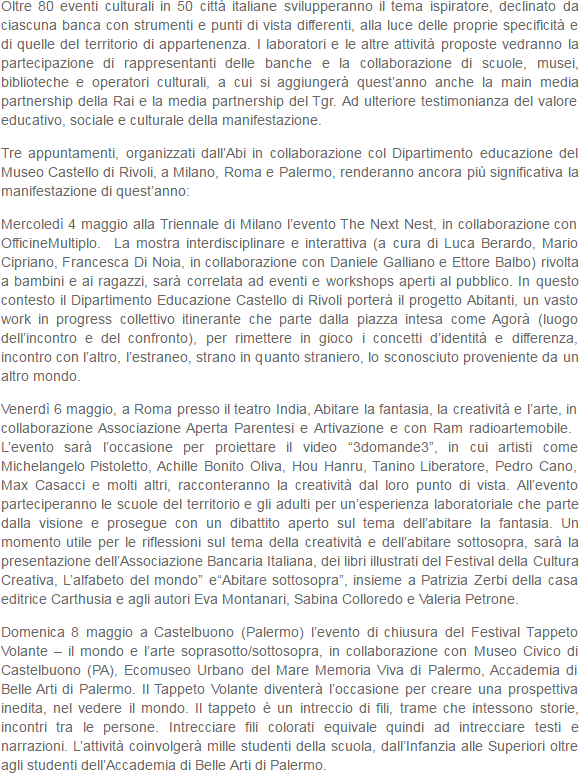 Oltre 80 eventi culturali in 50 città italiane svilupperanno il tema ispiratore, declinato da
ciascuna banca con strumenti e punti di vista differenti, alla luce delle proprie specificità e
di quelle del territorio di appartenenza. I laboratori e le altre attività proposte vedranno la
partecipazione di rappresentanti delle banche e la collaborazione di scuole, musei,
biblioteche e operatori culturali, a cui si aggiungerà quest'anno anche la main media
partnership della Rai e la media partnership del Tgr. Ad ulteriore testimonianza del valore
educativo, sociale e culturale della manifestazione.
Tre appuntamenti, organizzati dall'Abi in collaborazione col Dipartimento educazione del
Museo Castello di Rivoli, a Milano, Roma e Palermo, renderanno ancora più significativa la
manifestazione di quest'anno:
Mercoledì 4 maggio alla Triennale di Milano l'evento The Next Nest, in collaborazione con
OfficineMultiplo.  La mostra interdisciplinare e interattiva (a cura di Luca Berardo, Mario
Cipriano, Francesca Di Noia, in collaborazione con Daniele Galliano e Ettore Balbo) rivolta
a bambini e ai ragazzi, sarà correlata ad eventi e workshops aperti al pubblico. In questo
contesto il Dipartimento Educazione Castello di Rivoli porterà il progetto Abitanti, un vasto
work in progress collettivo itinerante che parte dalla piazza intesa come Agorà (luogo
dell'incontro e del confronto), per rimettere in gioco i concetti d'identità e differenza,
incontro con l'altro, l'estraneo, strano in quanto straniero, lo sconosciuto proveniente da un
altro mondo.
Venerdì 6 maggio, a Roma presso il teatro India, Abitare la fantasia, la creatività e l'arte, in
collaborazione Associazione Aperta Parentesi e Artivazione e con Ram radioartemobile.
L'evento sarà l'occasione per proiettare il video “3domande3”, in cui artisti come
Michelangelo Pistoletto, Achille Bonito Oliva, Hou Hanru, Tanino Liberatore, Pedro Cano,
Max Casacci e molti altri, racconteranno la creatività dal loro punto di vista. All'evento
parteciperanno le scuole del territorio e gli adulti per un'esperienza laboratoriale che parte
dalla visione e prosegue con un dibattito aperto sul tema dell'abitare la fantasia. Un
momento utile per le riflessioni sul tema della creatività e dell'abitare sottosopra, sarà la
presentazione dell'Associazione Bancaria Italiana, dei libri illustrati del Festival della Cultura
Creativa, L'alfabeto del mondo” e“Abitare sottosopra”, insieme a Patrizia Zerbi della casa
editrice Carthusia e agli autori Eva Montanari, Sabina Colloredo e Valeria Petrone.
Domenica 8 maggio a Castelbuono (Palermo) l'evento di chiusura del Festival Tappeto
Volante – il mondo e l'arte soprasotto/sottosopra, in collaborazione con Museo Civico di
Castelbuono (PA), Ecomuseo Urbano del Mare Memoria Viva di Palermo, Accademia di
Belle Arti di Palermo. Il Tappeto Volante diventerà l'occasione per creare una prospettiva
inedita, nel vedere il mondo. Il tappeto è un intreccio di fili, trame che intessono storie,
incontri tra le persone. Intrecciare fili colorati equivale quindi ad intrecciare testi e
narrazioni. L'attività coinvolgerà mille studenti della scuola, dall'Infanzia alle Superiori oltre
agli studenti dell'Accademia di Belle Arti di Palermo.